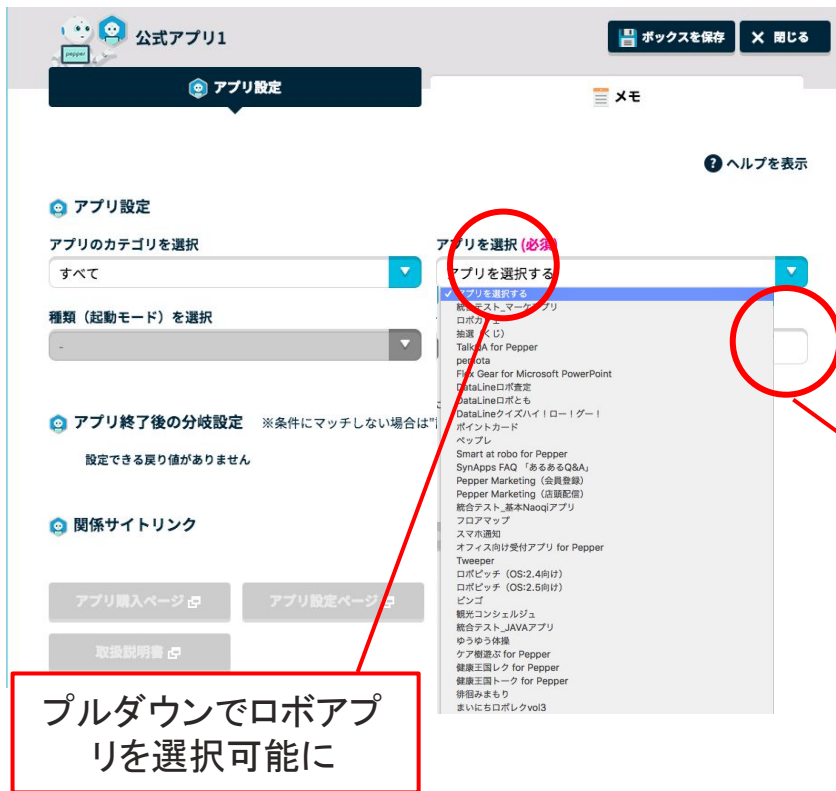 pepper
公式アプリ1
ボックスを保存
× 閉じる
アプリ設定
メモ
? ヘルプを表示
アプリ設定
アプリのカテゴリを選択
アプリを選択 (必須)
すべて
アプリを選択する
✓ アプリを選択する
種類（起動モード）を選択
-
統合テスト_マーケアプリ
ロボカフェ
抽選（くじ）
TalkQA for Pepper
pepiota
Flex Gear for Microsoft PowerPoint
DataLineロボ査定
DataLineロボとも
DataLineクイズハイ！ロー！グー！
アプリ終了後の分岐設定 ※条件にマッチしない場合は"
ポイントカード
ペップレ
Smart at robo for Pepper
設定できる戻り値がありません
SynApps FAQ 「あるあるQ&A」
Pepper Marketing（会員登録）
Pepper Marketing（店頭配信）
統合テスト_基本Naoqiアプリ
関係サイトリンク
フロアマップ
スマホ通知
オフィス向け受付アプリ for Pepper
Tweeper
ロボピッチ（OS:2.4向け）
ロボピッチ（OS:2.5向け）
ビンゴ
アプリ購入ページ
アプリ設定ページ
観光コンシェルジュ
統合テスト_JAVAアプリ
ゆうゆう体操
取扱説明書
ケア樹遊ぶ for Pepper
健康王国レク for Pepper
健康王国トーク for Pepper
徘徊みまもり
まいにちロボレクvol3
プルダウンでロボアプ
リを選択可能に